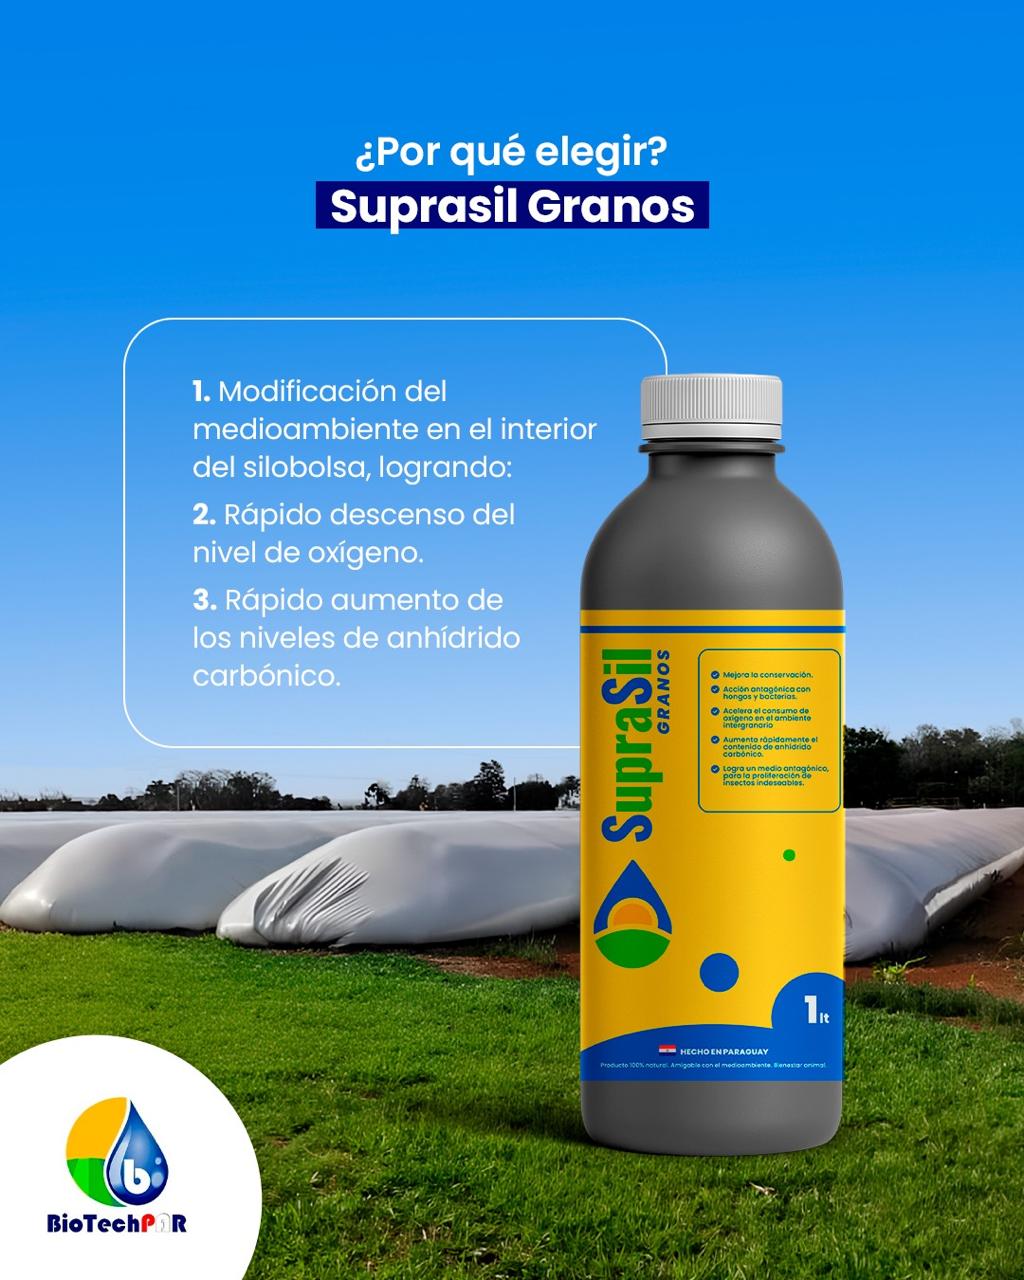 ¿Por qué elegir?
Suprasil Granos
1. Modificación del
medioambiente en el interior
del silobolsa, logrando:
2. Rápido descenso del
nivel de oxígeno.
3. Rápido aumento de
los niveles de anhídrido
carbónico.
SupraSil
GRANOS
Mejora la conservación.
Acción antagónica con
hongos y bacterias.
Acelera el consumo de
oxígeno en el ambiente
intergranario
Aumenta rápidamente el
contenido de anhídrido
carbónico.
Logra un medio antagónico,
para la proliferación de
insectos indeseables.
1 lt
HECHO EN PARAGUAY
Producto 100% natural. Amigable con el medioambiente. Bienestar animal.
b
BioTechPAR